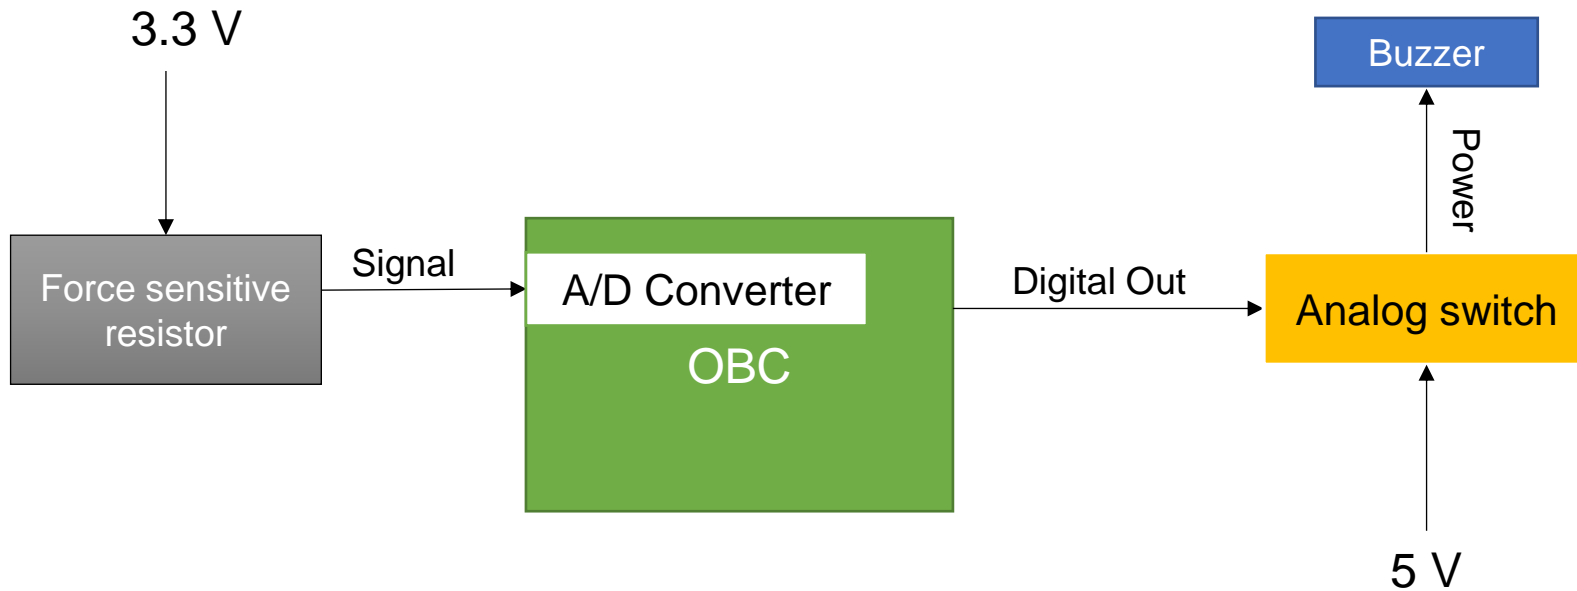 3.3 V
Buzzer
Power
Force sensitive
resistor
Signal
A/D Converter
OBC
Digital Out
Analog switch
5 V